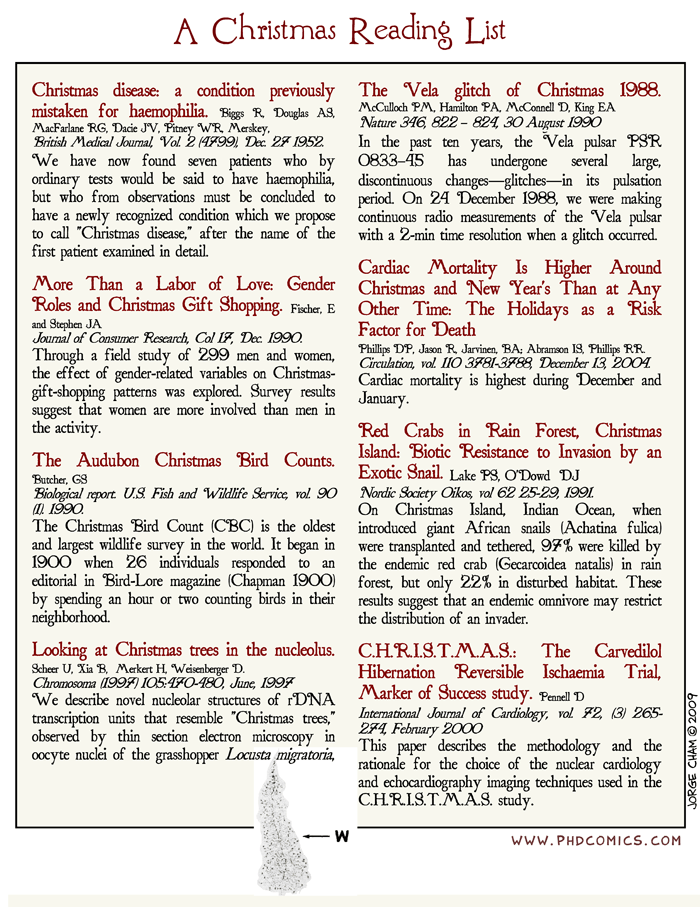 A Christmas Reading List
Christmas disease: a condition previously
mistaken for haemophilia. Biggs R, Douglas AS,
MacFarlane RG, Dacie JV, Pitney WR, Merskey,
British Medical Journal, Vol. 2 (4799), Dec. 27 1952.
We have now found seven patients who by
ordinary tests would be said to have haemophilia,
but who from observations must be concluded to
have a newly recognized condition which we propose
to call "Christmas disease," after the name of the
first patient examined in detail.
More Than a Labor of Love: Gender
Roles and Christmas Gift Shopping. Fischer, E
and Stephen JA
Journal of Consumer Research, Col 17, Dec. 1990.
Through a field study of 299 men and women,
the effect of gender-related variables on Christmas-
gift-shopping patterns was explored. Survey results
suggest that women are more involved than men in
the activity.
The Audubon Christmas Bird Counts.
Butcher, GS
Biological report. U.S. Fish and Wildlife Service, vol. 90
(1). 1990.
The Christmas Bird Count (CBC) is the oldest
and largest wildlife survey in the world. It began in
1900 when 26 individuals responded to an
editorial in Bird-Lore magazine (Chapman 1900)
by spending an hour or two counting birds in their
neighborhood.
Looking at Christmas trees in the nucleolus.
Scheer U, Xia B, Merkert H, Weisenberger D.
Chromosoma (1997) 105:470-480, June, 1997
We describe novel nucleolar structures of rDNA
transcription units that resemble "Christmas trees,"
observed by thin section electron microscopy in
oocyte nuclei of the grasshopper Locusta migratoria,
W
The Vela glitch of Christmas 1988.
McCulloch PM, Hamilton PA, McConnell D, King EA
Nature 346, 822 – 824, 30 August 1990
In the past ten years, the Vela pulsar PSR
0833–45 has undergone several large,
discontinuous changes—glitches—in its pulsation
period. On 24 December 1988, we were making
continuous radio measurements of the Vela pulsar
with a 2-min time resolution when a glitch occurred.
Cardiac Mortality Is Higher Around
Christmas and New Year's Than at Any
Other Time: The Holidays as a Risk
Factor for Death
Phillips DP, Jason R, Jarvinen, BA; Abramson IS, Phillips RR.
Circulation, vol. 110 3781-3788, December 13, 2004.
Cardiac mortality is highest during December and
January.
Red Crabs in Rain Forest, Christmas
Island: Biotic Resistance to Invasion by an
Exotic Snail. Lake PS, O'Dowd DJ
Nordic Society Oikos, vol 62 25-29, 1991.
On Christmas Island, Indian Ocean, when
introduced giant African snails (Achatina fulica)
were transplanted and tethered, 97% were killed by
the endemic red crab (Gecarcoidea natalis) in rain
forest, but only 22% in disturbed habitat. These
results suggest that an endemic omnivore may restrict
the distribution of an invader.
C.H.R.I.S.T.M.A.S.: The Carvedilol
Hibernation Reversible Ischaemia Trial,
Marker of Success study. Pennell D
International Journal of Cardiology, vol. 72, (3) 265-
274, February 2000
This paper describes the methodology and the
rationale for the choice of the nuclear cardiology
and echocardiography imaging techniques used in the
C.H.R.I.S.T.M.A.S. study.
JORGE CHAM © 2009
WWW.PHDCOMICS.COM